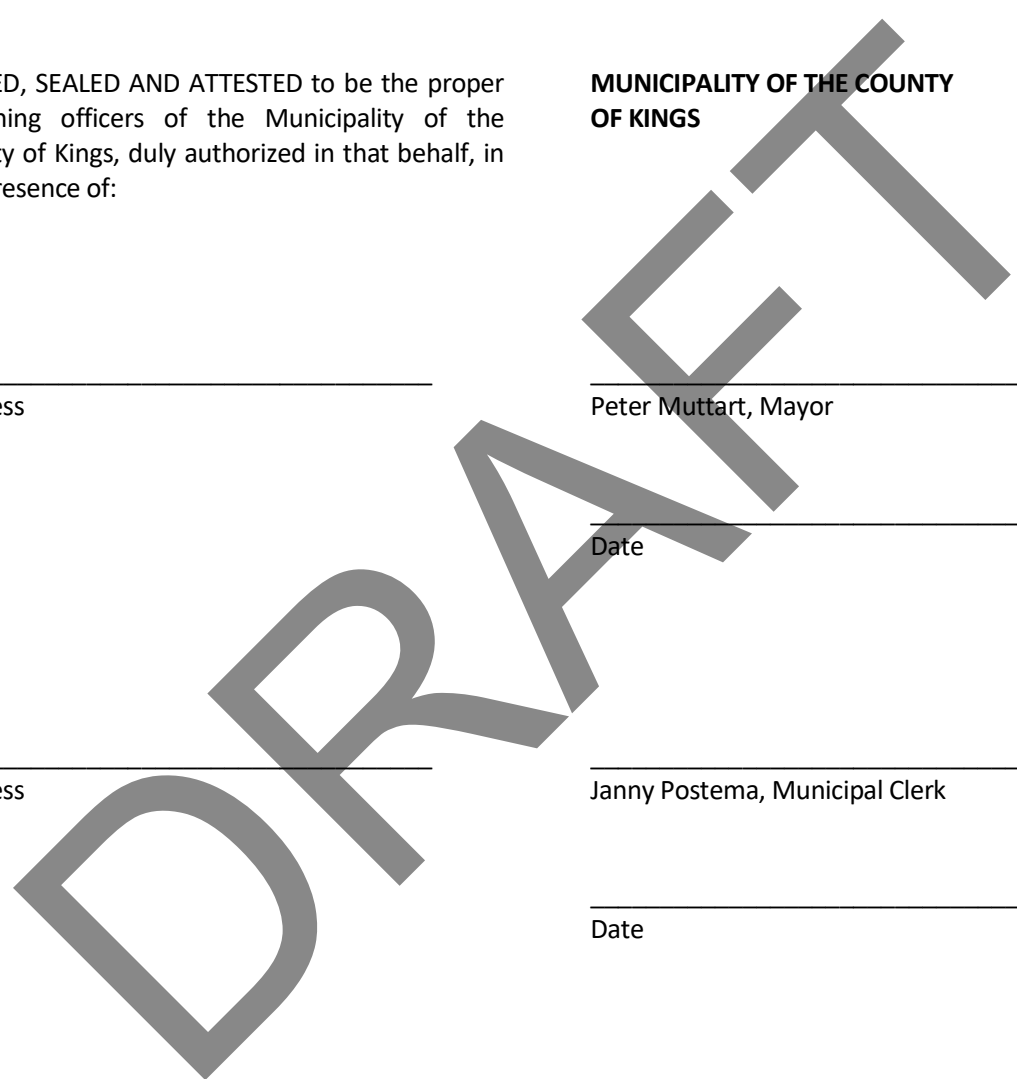 ED, SEALED AND ATTESTED to be the proper
ning officers of the Municipality of the
ty of Kings, duly authorized in that behalf, in
resence of:
MUNICIPALITY OF THE COUNTY
OF KINGS
ess
Peter Muttart, Mayor
Date
ess
Janny Postema, Municipal Clerk
Date
DRAFT